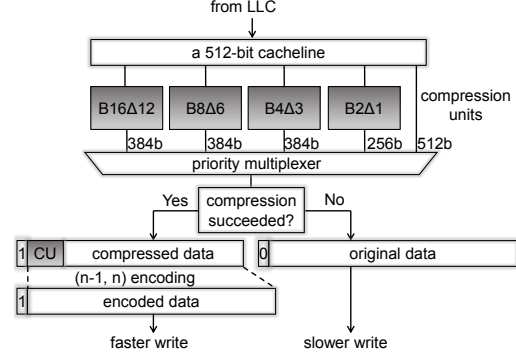 from LLC
a 512-bit cacheline
B16Δ12 B8Δ6 B4Δ3 B2Δ1
compression
units
384b 384b 384b 256b 512b
priority multiplexer
Yes compression No
succeeded?
1 CU compressed data 0 original data
(n-1, n) encoding
1 encoded data
faster write slower write